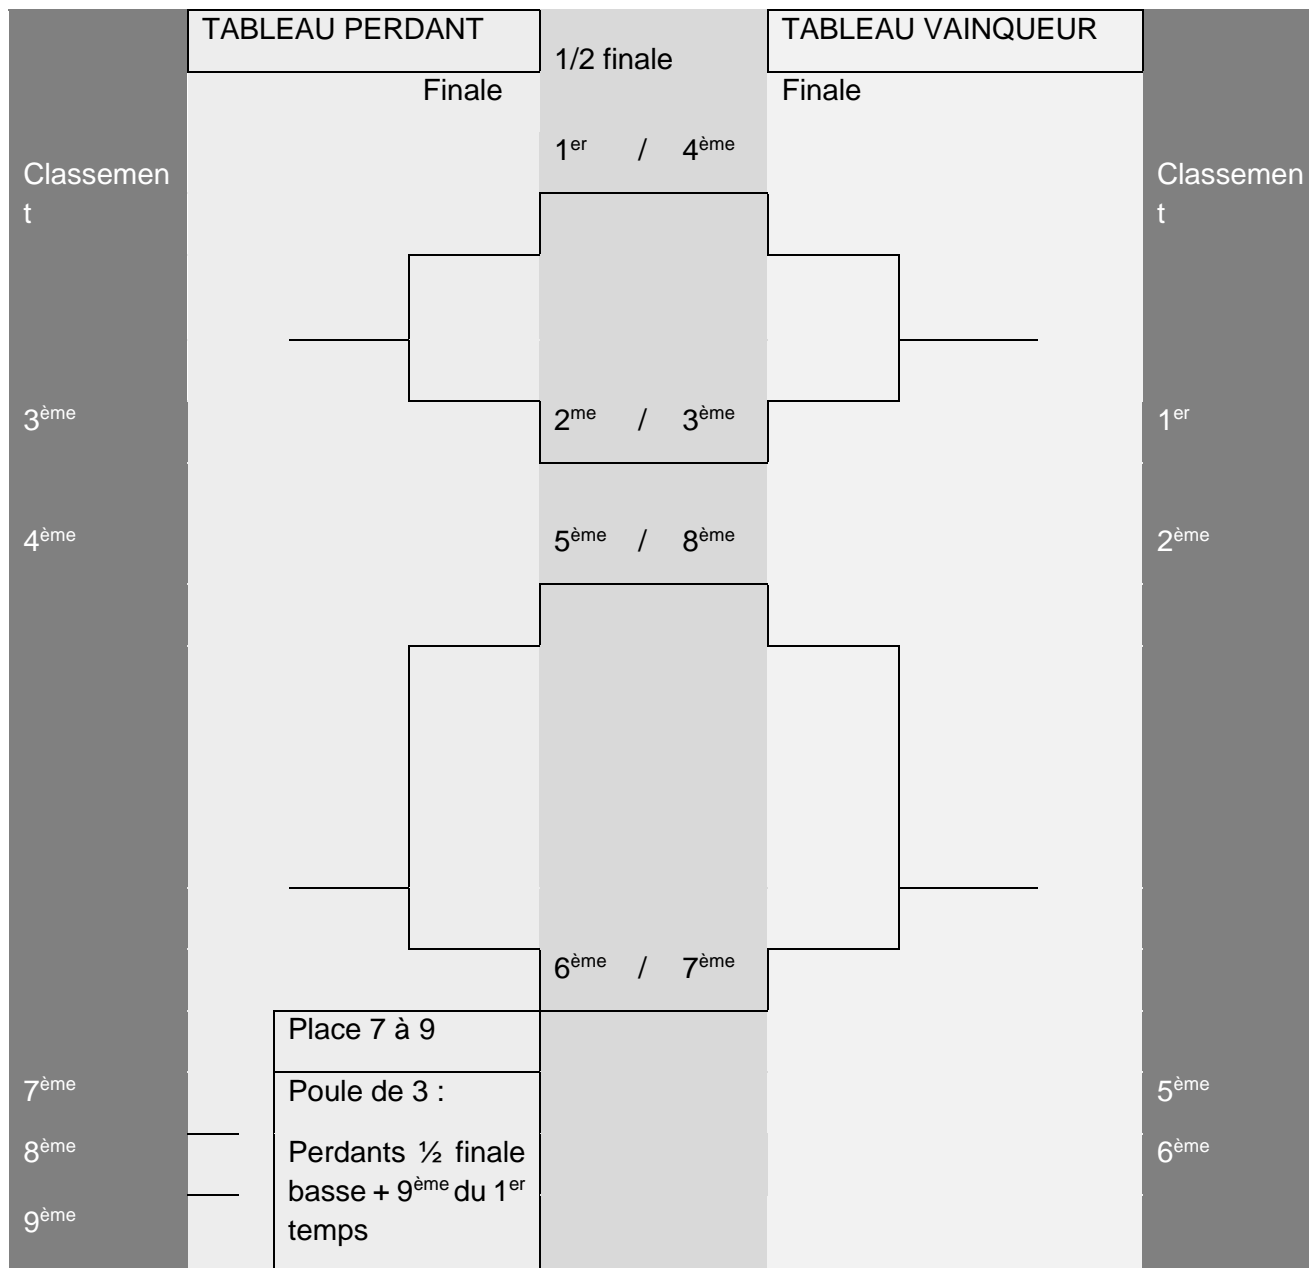 TABLEAU PERDANT
1/2 finale
TABLEAU VAINQUEUR
Finale
Finale
1er / 4ème
Classemen
t
Classemen
t
3ème
2me / 3ème
1er
4ème
5ème / 8ème
2ème
6ème / 7ème
Place 7 à 9
7ème
Poule de 3 :
5ème
8ème
Perdants ½ finale
basse + 9ème du 1er
temps
6ème
9ème